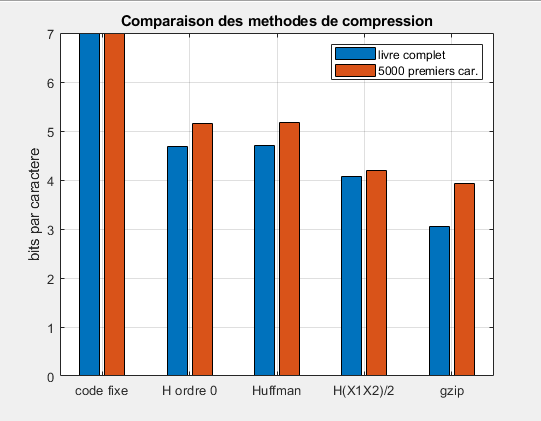 Comparaison des methodes de compression
livre complet
5000 premiers car.
bits par caractere
7
6
5
4
3
2
1
0
code fixe
H ordre 0
Huffman
H(X1X2)/2
gzip